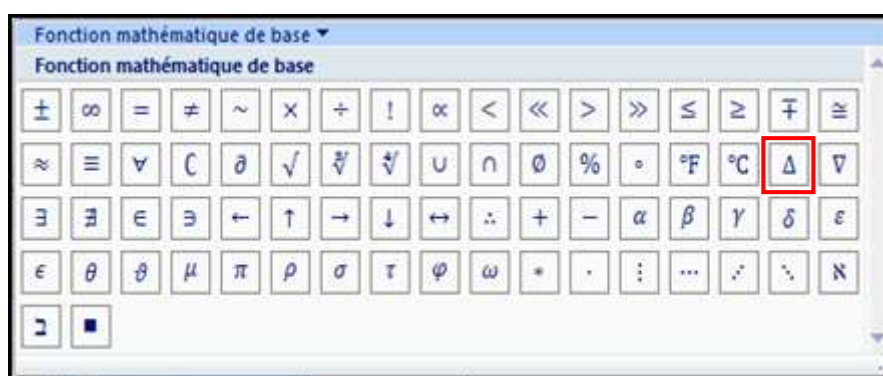 Fonction mathématique de base
Fonction mathématique de base
± ∞ = ≠ ~ × ÷ ! ∝ < ≪ > ≫ ≤ ≥ ∓ ≅
≈ ≡ ∀ ∁ ∂ √ ∛ ∜ ∪ ∩ ∅ % ° °F °C ∆ ∇
∃ ∄ ∈ ∋ ← ↑ → ↓ ↔ ∴ + − α β γ δ ε
ϵ θ ϑ μ π ρ σ τ φ ω ∗ ∙ ⋮ ⋯ ⋰ ⋱ ℵ
ℶ ∎